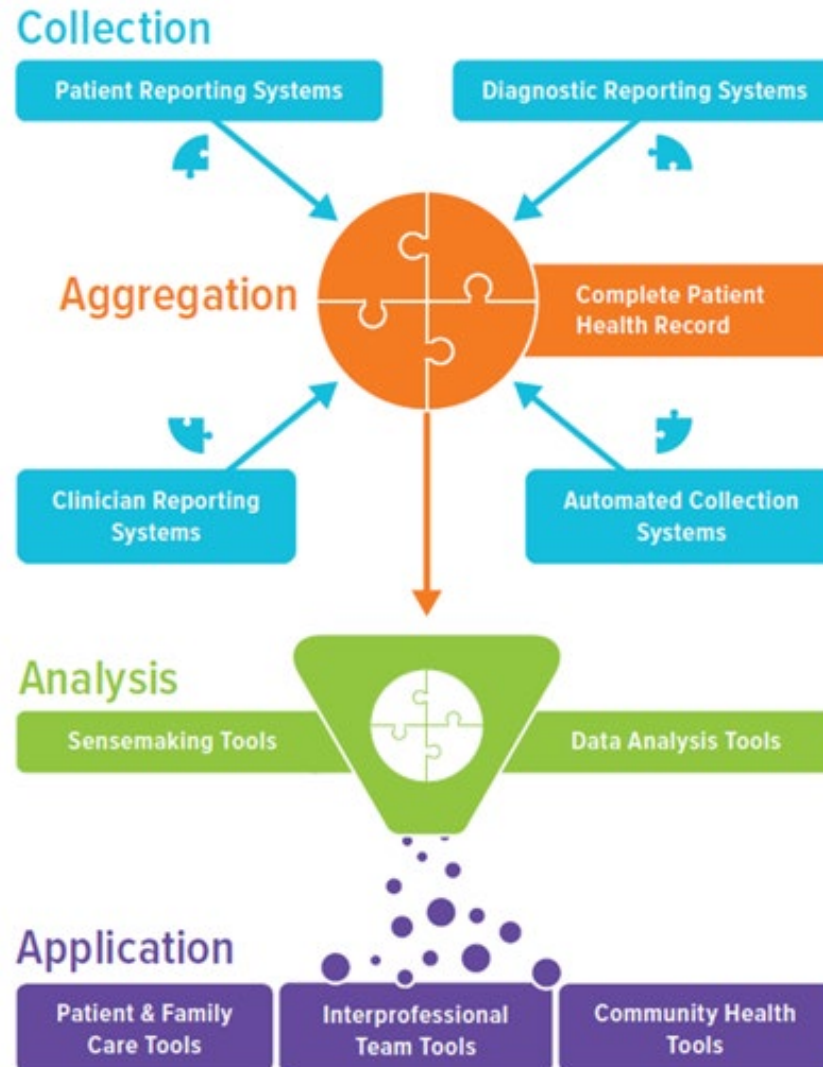 Collection
Patient Reporting Systems
Diagnostic Reporting Systems
Aggregation
Complete Patient
Health Record
Clinician Reporting
Systems
Automated Collection
Systems
Analysis
Sensemaking Tools
Data Analysis Tools
Application
Patient & Family
Care Tools
Interprofessional
Team Tools
Community Health
Tools